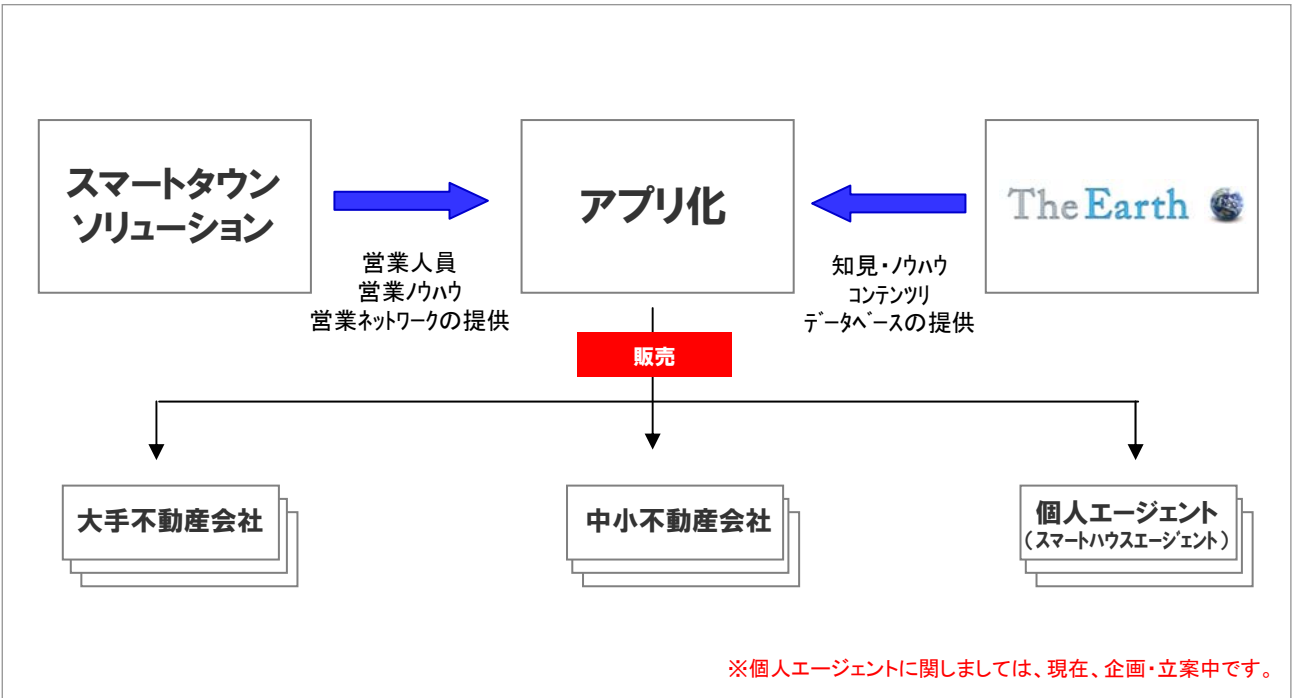 スマートタウン
ソリューション
アプリ化
The Earth
営業人員
営業ノウハウ
営業ネットワークの提供
知見・ノウハウ
コンテンツリ
データベースの提供
販売
大手不動産会社
中小不動産会社
個人エージェント
（スマートハウスエージェント）
※個人エージェントに関しましては、現在、企画・立案中です。